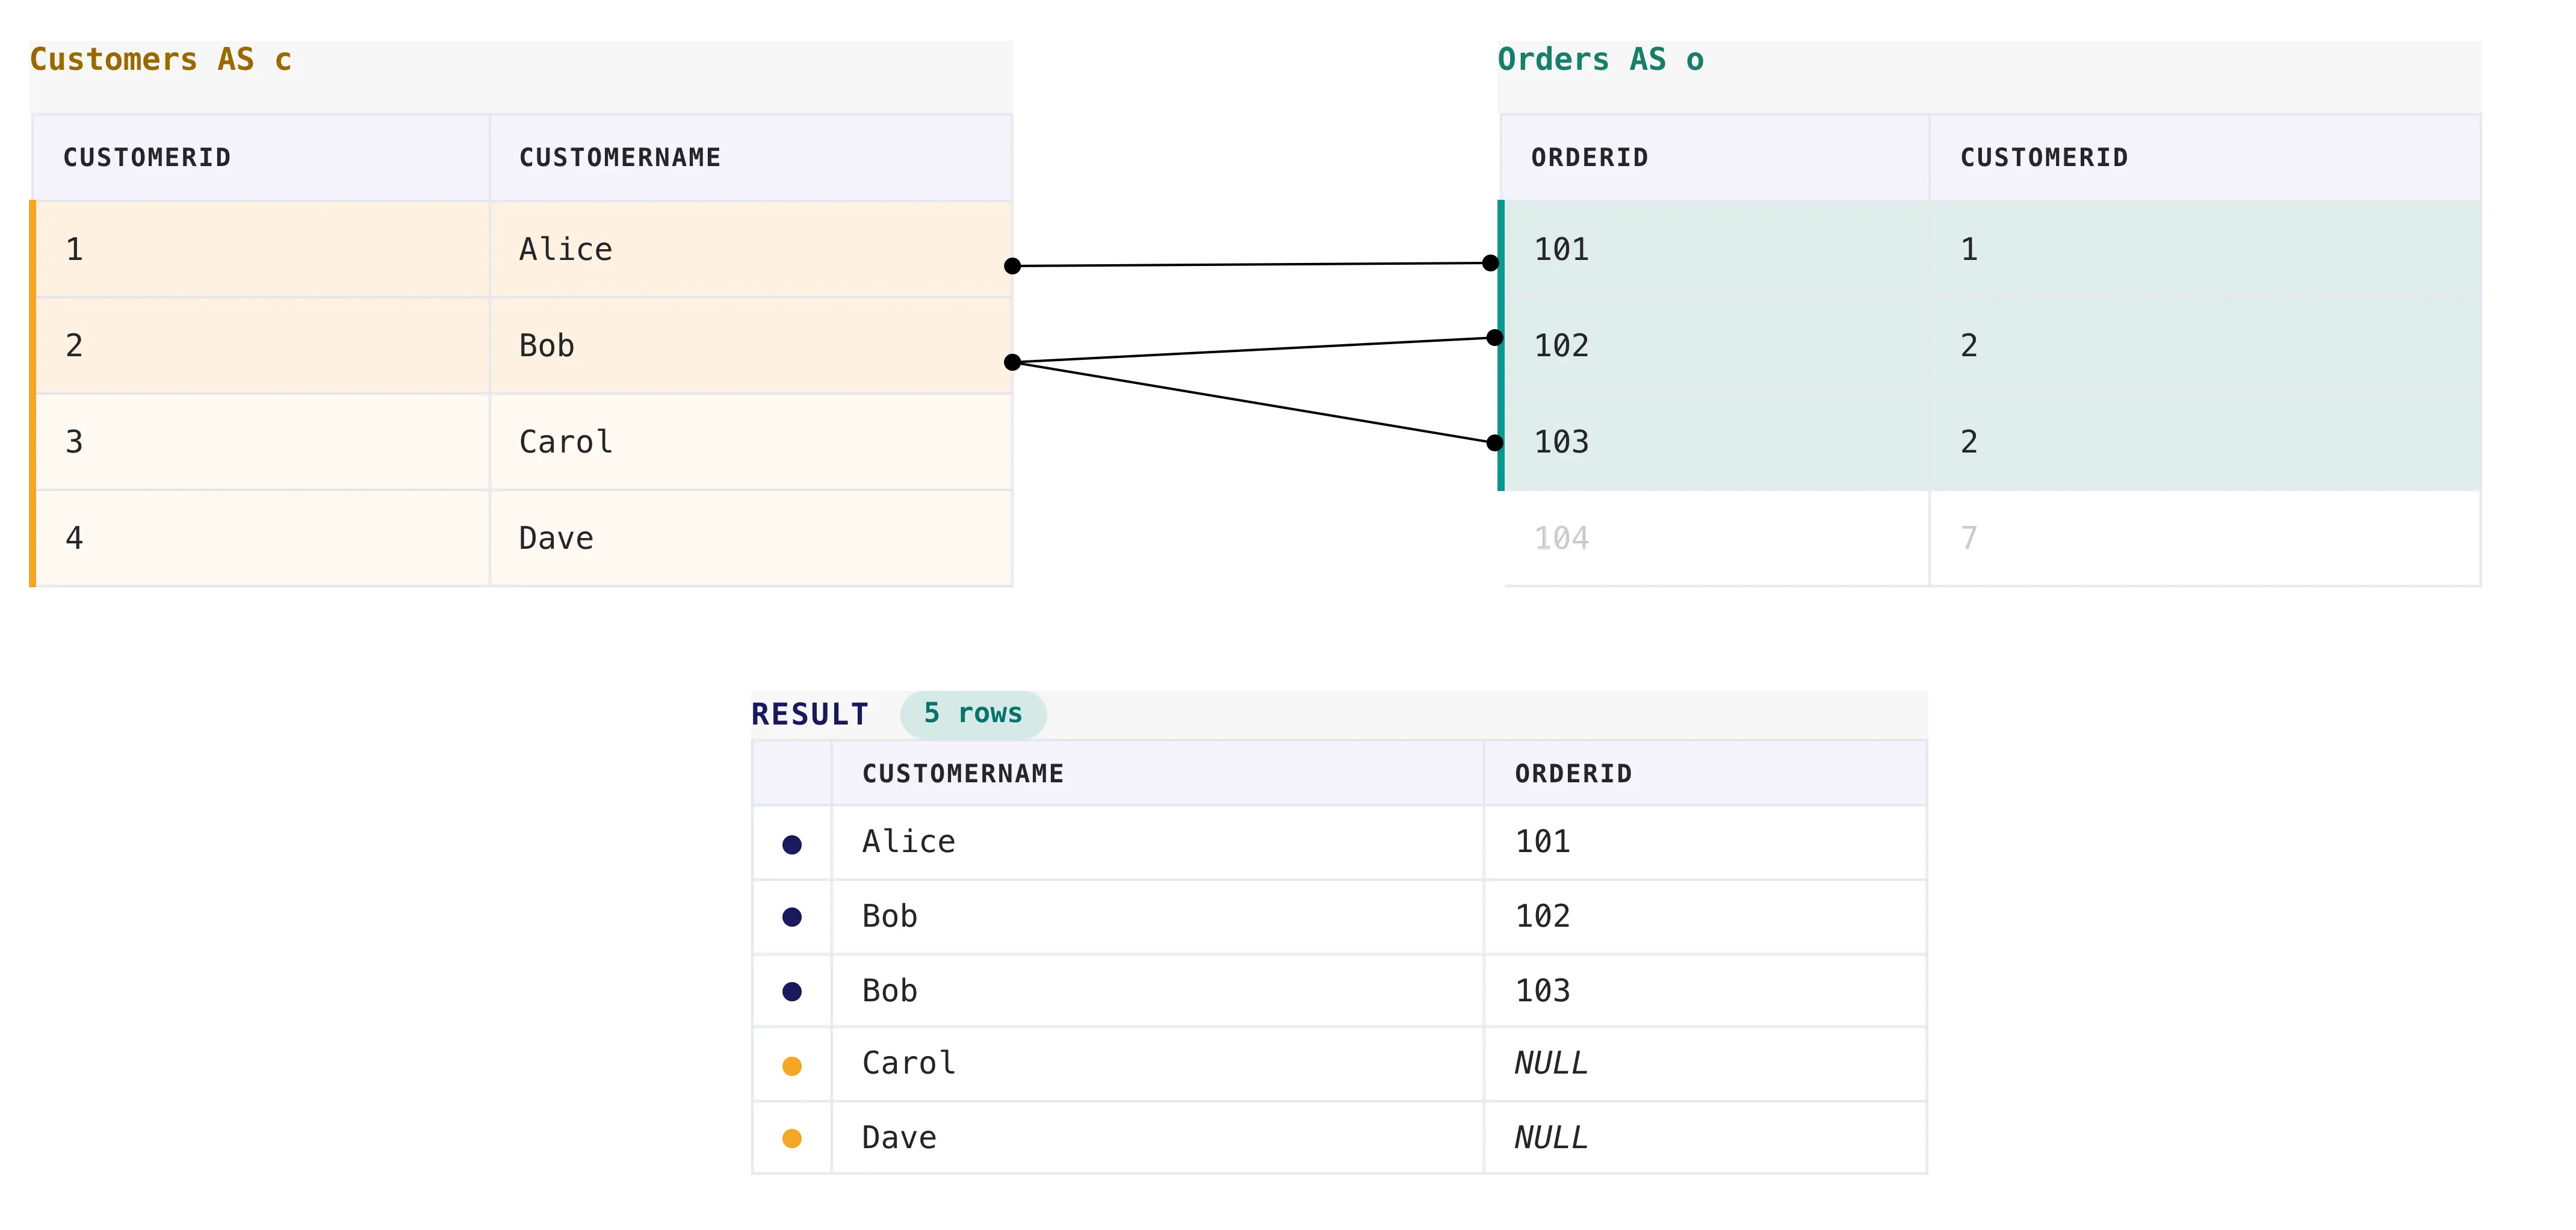 Customers AS c
CUSTOMERID CUSTOMERNAME
1 Alice
2 Bob
3 Carol
4 Dave
Orders AS o
ORDERID CUSTOMERID
101 1
102 2
103 2
104 7
RESULT 5 rows
CUSTOMERNAME ORDERID
Alice 101
Bob 102
Bob 103
Carol NULL
Dave NULL